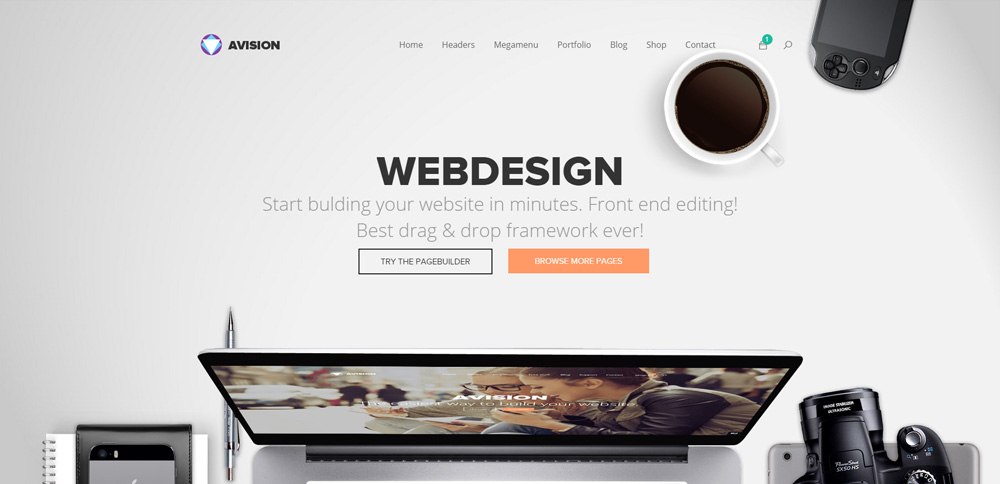 AVISION
Home Headers Megamenu Portfolio Blog Shop Contact 1
WEBDESIGN
Start bulding your website in minutes. Front end editing!
Best drag & drop framework ever!
TRY THE PAGEBUILDER BROWSE MORE PAGES
AVISION
easiest way to build your website
IMAGE STABILIZER
ULTRASONIC
PowerShot
SX50 HS